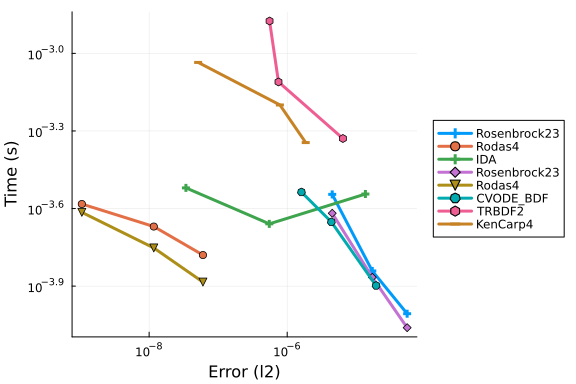 10−3.0
10−3.3
10−3.6
10−3.9
Time (s)
10−8
10−6
Error (l2)
Rosenbrock23
Rodas4
IDA
Rosenbrock23
Rodas4
CVODE_BDF
TRBDF2
KenCarp4